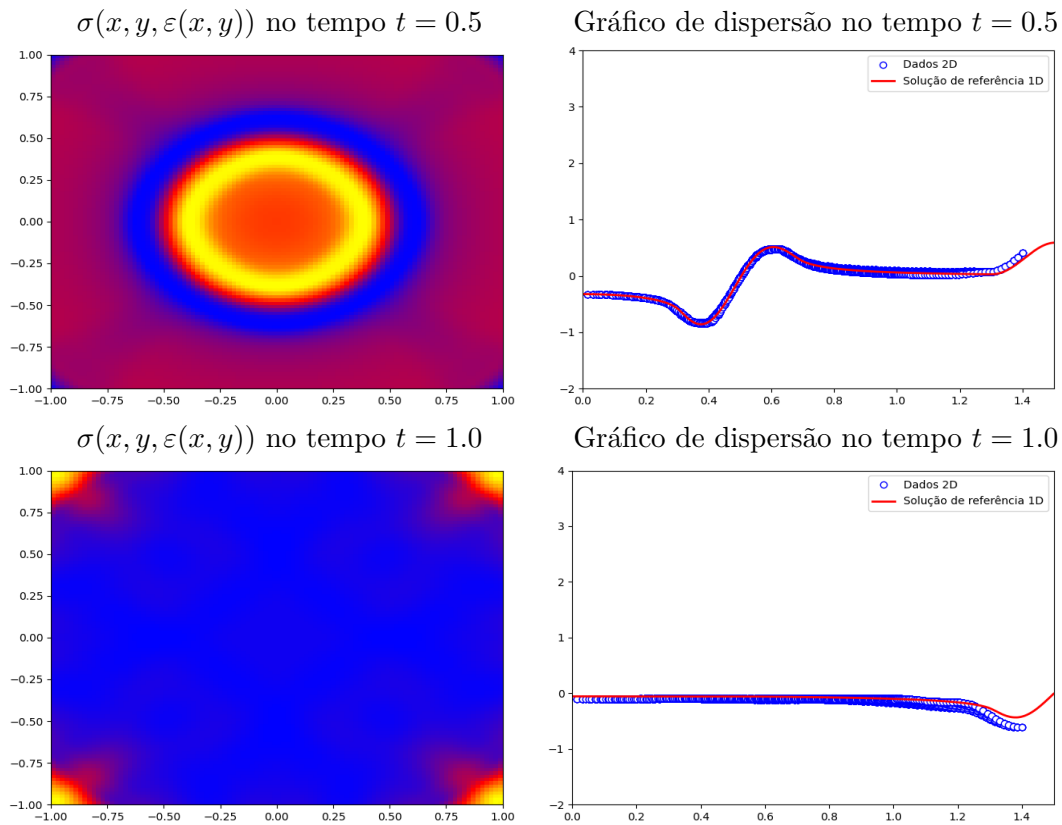 σ(x, y, ε(x, y)) no tempo t = 0.5
Gráfico de dispersão no tempo t = 0.5
1.00
0.75
0.50
0.25
0.00
−0.25
−0.50
−0.75
−1.00
−1.00 −0.75 −0.50 −0.25 0.00 0.25 0.50 0.75 1.00
4
3
2
1
0
−1
−2
0.0 0.2 0.4 0.6 0.8 1.0 1.2 1.4
Dados 2D
Solução de referência 1D
σ(x, y, ε(x, y)) no tempo t = 1.0
Gráfico de dispersão no tempo t = 1.0
1.00
0.75
0.50
0.25
0.00
−0.25
−0.50
−0.75
−1.00
−1.00 −0.75 −0.50 −0.25 0.00 0.25 0.50 0.75 1.00
4
3
2
1
0
−1
−2
0.0 0.2 0.4 0.6 0.8 1.0 1.2 1.4
Dados 2D
Solução de referência 1D